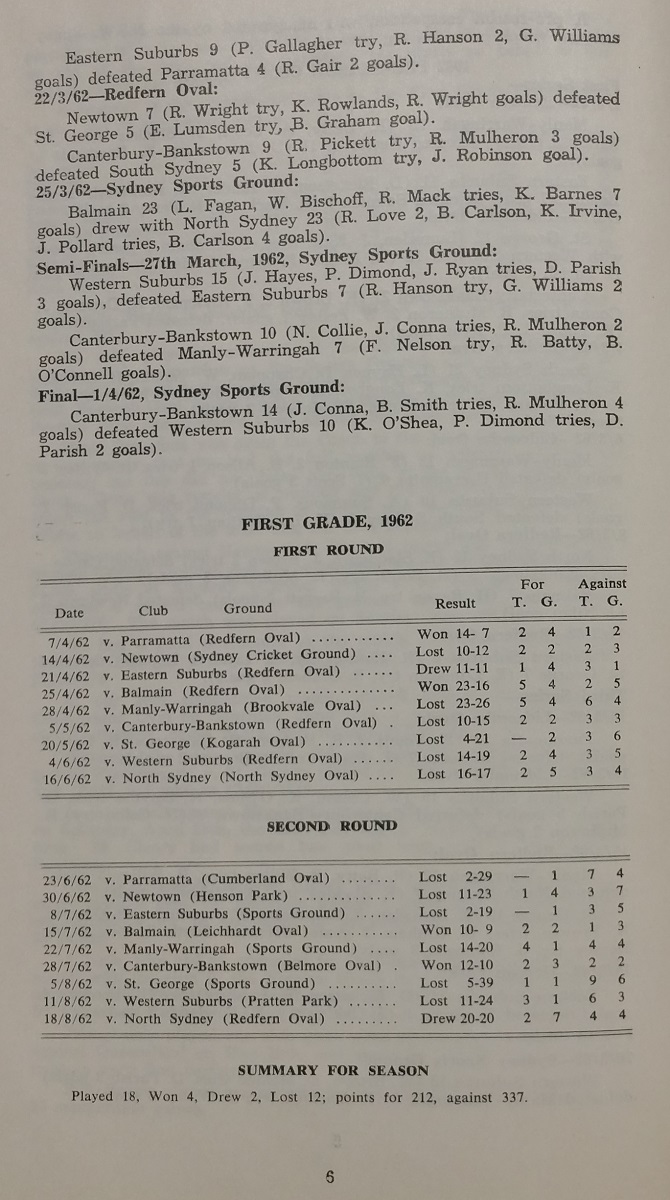 Eastern Suburbs 9 (P. Gallagher try, R. Hanson 2, G. Williams
goals) defeated Parramatta 4 (R. Gair 2 goals).
22/3/62—Redfern Oval:
Newtown 7 (R. Wright try, K. Rowlands, R. Wright goals) defeated
St. George 5 (E. Lumsden try, B. Graham goal).
Canterbury-Bankstown 9 (R. Pickett try, R. Mulheron 3 goals)
defeated South Sydney 5 (K. Longbottom try, J. Robinson goal).
25/3/62—Sydney Sports Ground:
Balmain 23 (L. Fagan, W. Bischoff, R. Mack tries, K. Barnes 7
goals) drew with North Sydney 23 (R. Love 2, B. Carlson, K. Irvine,
J. Pollard tries, B. Carlson 4 goals).
Semi-Finals—27th March, 1962, Sydney Sports Ground:
Western Suburbs 15 (J. Hayes, P. Dimond, J. Ryan tries, D. Parish
3 goals), defeated Eastern Suburbs 7 (R. Hanson try, G. Williams 2
goals).
Canterbury-Bankstown 10 (N. Collie, J. Conna tries, R. Mulheron 2
goals) defeated Manly-Warringah 7 (F. Nelson try, R. Batty, B.
O'Connell goals).
Final—1/4/62, Sydney Sports Ground:
Canterbury-Bankstown 14 (J. Conna, B. Smith tries, R. Mulheron 4
goals) defeated Western Suburbs 10 (K. O'Shea, P. Dimond tries, D.
Parish 2 goals).
FIRST GRADE, 1962
FIRST ROUND
For Against
Date Club Ground Result T. G. T. G.
7/4/62 v. Parramatta (Redfern Oval) ............ Won 14- 7 2 4 1 2
14/4/62 v. Newtown (Sydney Cricket Ground) .... Lost 10-12 2 2 2 3
21/4/62 v. Eastern Suburbs (Redfern Oval) ...... Drew 11-11 1 4 3 1
25/4/62 v. Balmain (Redfern Oval) ............. Won 23-16 5 4 2 5
28/4/62 v. Manly-Warringah (Brookvale Oval) ... Lost 23-26 5 4 6 4
5/5/62 v. Canterbury-Bankstown (Redfern Oval) . Lost 10-15 2 2 3 3
20/5/62 v. St. George (Kogarah Oval) ........... Lost 4-21 — 2 3 6
4/6/62 v. Western Suburbs (Redfern Oval) ...... Lost 14-19 2 4 3 5
16/6/62 v. North Sydney (North Sydney Oval) .... Lost 16-17 2 5 3 4
SECOND ROUND
23/6/62 v. Parramatta (Cumberland Oval) ........ Lost 2-29 — 1 7 4
30/6/62 v. Newtown (Henson Park) .............. Lost 11-23 1 4 3 7
8/7/62 v. Eastern Suburbs (Sports Ground) ...... Lost 2-19 — 1 3 5
15/7/62 v. Balmain (Leichhardt Oval) ........... Won 10- 9 2 2 1 3
22/7/62 v. Manly-Warringah (Sports Ground) .... Lost 14-20 4 1 4 4
28/7/62 v. Canterbury-Bankstown (Belmore Oval) . Won 12-10 2 3 2 2
5/8/62 v. St. George (Sports Ground) .......... Lost 5-39 1 1 9 6
11/8/62 v. Western Suburbs (Pratten Park) ....... Lost 11-24 3 1 6 3
18/8/62 v. North Sydney (Redfern Oval) ......... Drew 20-20 2 7 4 4
SUMMARY FOR SEASON
Played 18, Won 4, Drew 2, Lost 12; points for 212, against 337.
6